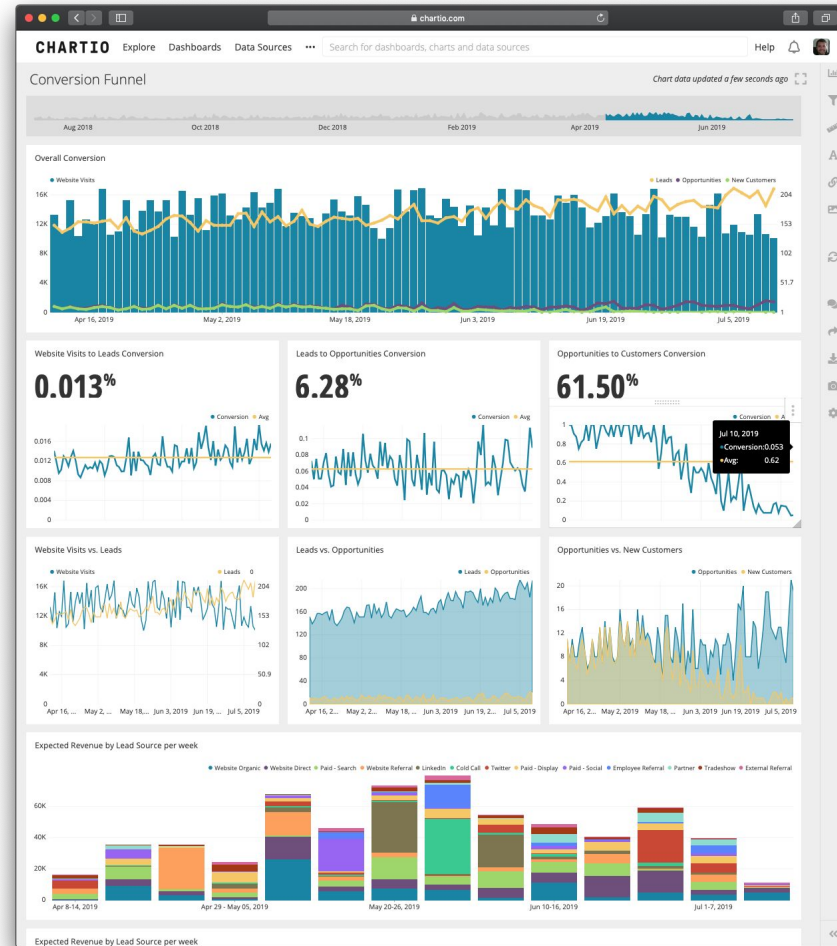 chartio.com
CHARTIO Explore Dashboards Data Sources ••• Search for dashboards, charts and data sources Help
Conversion Funnel Chart data updated a few seconds ago
Aug 2018 Oct 2018 Dec 2018 Feb 2019 Apr 2019 Jun 2019
Overall Conversion
Website Visits Leads Opportunities New Customers
16K 204
12K 153
8K 102
4K 51.7
0 1
Apr 16, 2019 May 2, 2019 May 18, 2019 Jun 3, 2019 Jun 19, 2019 Jul 5, 2019
Website Visits to Leads Conversion
0.013%
Conversion Avg
0.016
0.012
0.008
0.004
0
Leads to Opportunities Conversion
6.28%
Conversion Avg
0.1
0.08
0.06
0.04
0.02
0
Opportunities to Customers Conversion
61.50%
Conversion A
1
0.8
0.6
0.4
0.2
0
Jul 10, 2019
Conversion:0.053
Avg: 0.62
Website Visits vs. Leads
Website Visits Leads 0
16K 204
12K 153
8K 102
4K 50.9
0 0
Apr 16, ... May 2, ... May 18,... Jun 3, 2019 Jun 19, ... Jul 5, 2019
Leads vs. Opportunities
Leads Opportunities
200
160
120
80
40
0
Apr 16, 2... May 2, 2... May 18, ... Jun 3, 2019 Jun 19, 2... Jul 5, 2019
Opportunities vs. New Customers
Opportunities New Customers
20
16
12
8
4
0
Apr 16, 2... May 2, 2019 May 18, ... Jun 3, 2019 Jun 19, 2019 Jul 5, 2019
Expected Revenue by Lead Source per week
Website Organic Website Direct Paid - Search Website Referral Linkedin Cold Call Twitter Paid - Display Paid - Social Employee Referral Partner Tradeshow External Referral
60K
40K
20K
0
Apr 8-14, 2019 Apr 29 - May 05, 2019 May 20-26, 2019 Jun 10-16, 2019 Jul 1-7, 2019
Expected Revenue by Lead Source per week